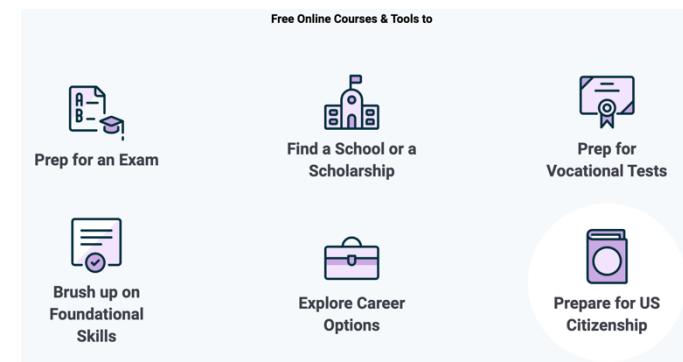 Free Online Courses & Tools to
A
B
Prep for an Exam
Find a School or a
Scholarship
Prep for
Vocational Tests
Brush up on
Foundational
Skills
Explore Career
Options
Prepare for US
Citizenship